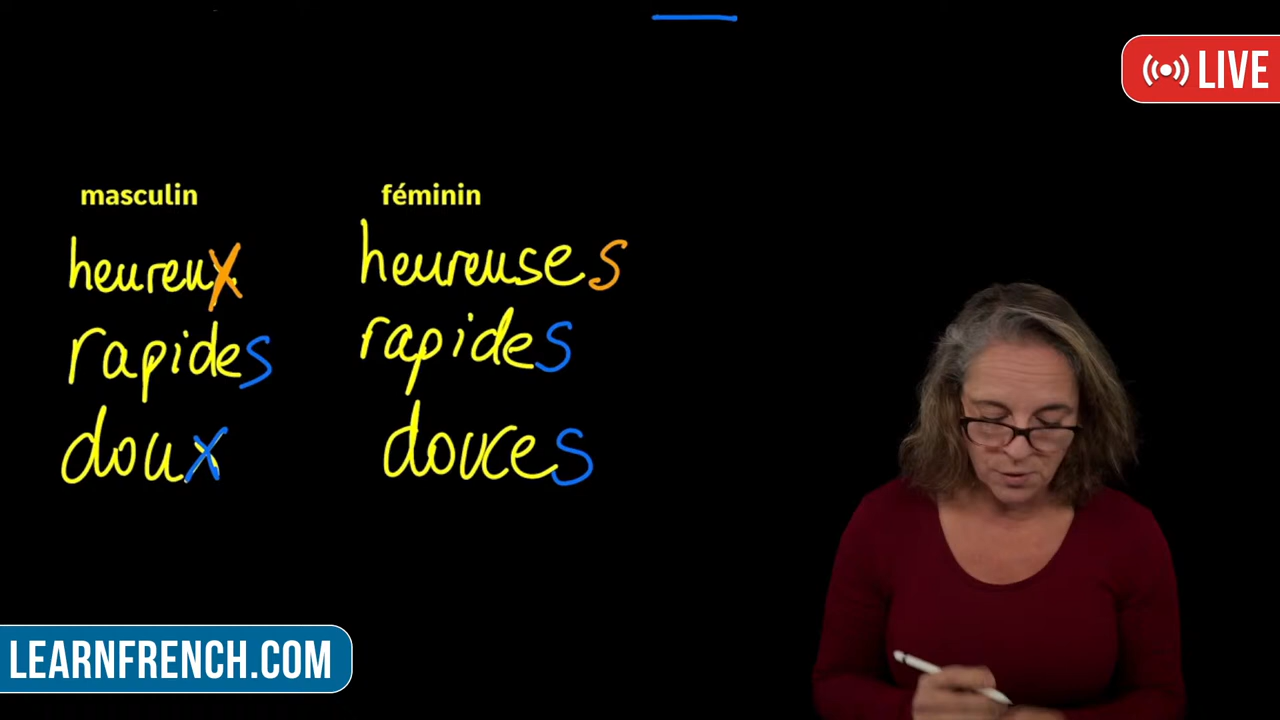 LIVE
masculin féminin
heureux heureuses
rapides rapides
doux douces
LEARNFRENCH.COM